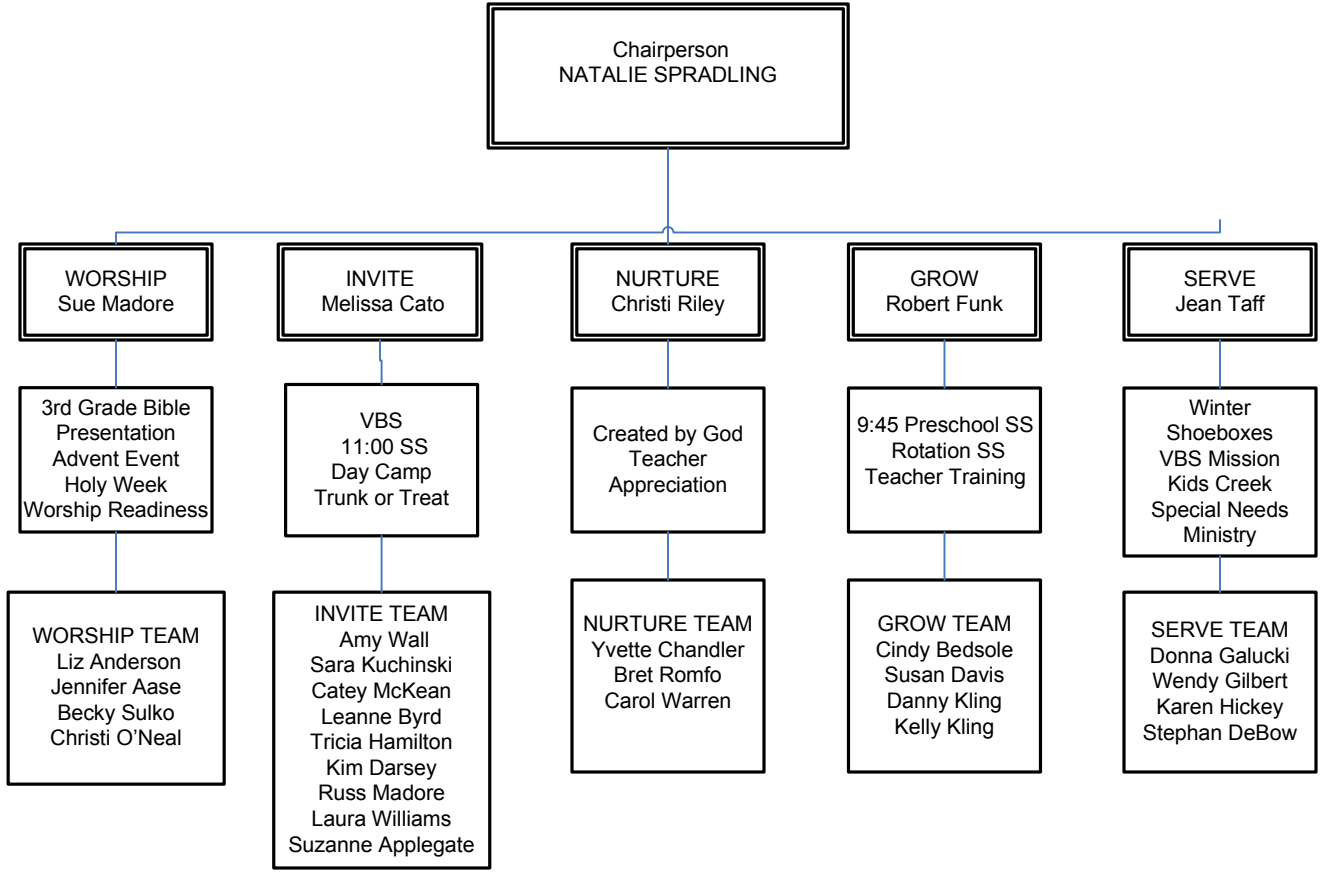 Chairperson
NATALIE SPRADLING
WORSHIP
Sue Madore
INVITE
Melissa Cato
NURTURE
Christi Riley
GROW
Robert Funk
SERVE
Jean Taff
3rd Grade Bible
Presentation
Advent Event
Holy Week
Worship Readiness
VBS
11:00 SS
Day Camp
Trunk or Treat
Created by God
Teacher
Appreciation
9:45 Preschool SS
Rotation SS
Teacher Training
Winter
Shoeboxes
VBS Mission
Kids Creek
Special Needs
Ministry
WORSHIP TEAM
Liz Anderson
Jennifer Aase
Becky Sulko
Christi O’Neal
INVITE TEAM
Amy Wall
Sara Kuchinski
Catey McKean
Leanne Byrd
Tricia Hamilton
Kim Darsey
Russ Madore
Laura Williams
Suzanne Applegate
NURTURE TEAM
Yvette Chandler
Bret Romfo
Carol Warren
GROW TEAM
Cindy Bedsole
Susan Davis
Danny Kling
Kelly Kling
SERVE TEAM
Donna Galucki
Wendy Gilbert
Karen Hickey
Stephan DeBow